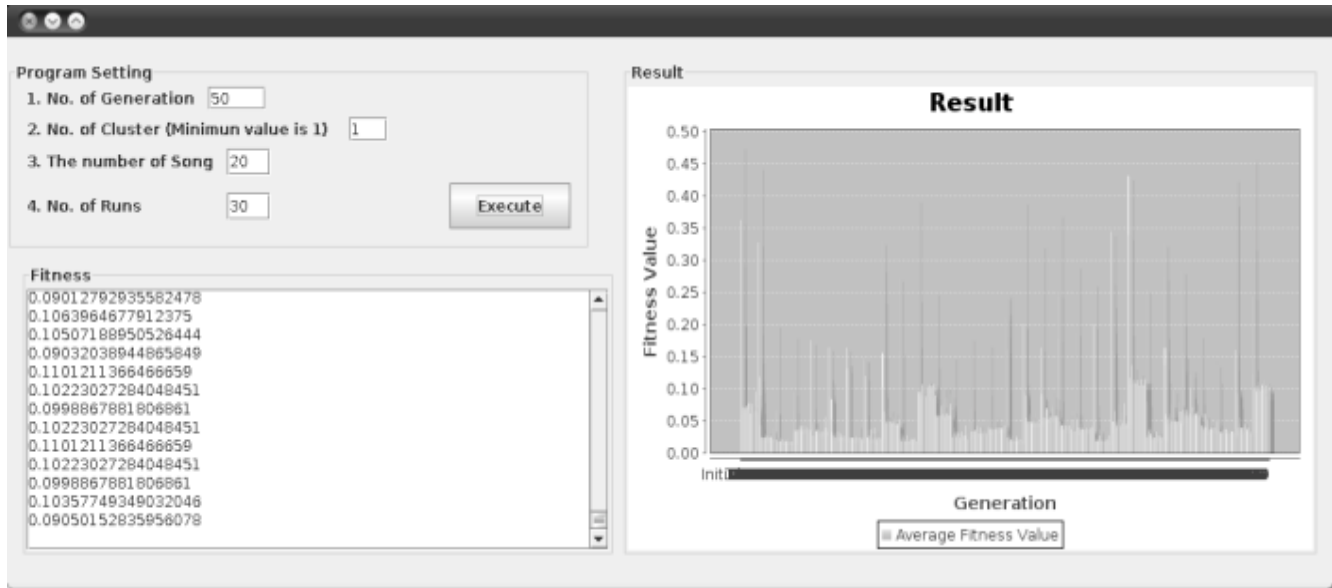 Program Setting
1. No. of Generation 50
2. No. of Cluster (Minimun value is 1) 1
3. The number of Song 20
4. No. of Runs 30
Execute
Fitness
0.09012792935582478
0.1063964677912375
0.10507188950526444
0.09032038944865849
0.11012113664666​59
0.10223027284048451
0.0998867881806861
0.10223027284048451
0.1101211366466659
0.10223027284048451
0.0998867881806861
0.10357749349032046
0.09050152835956078
Result
Result
0.50
0.45
0.40
0.35
0.30
0.25
0.20
0.15
0.10
0.05
0.00
Fitness Value
Initi
Generation
Average Fitness Value